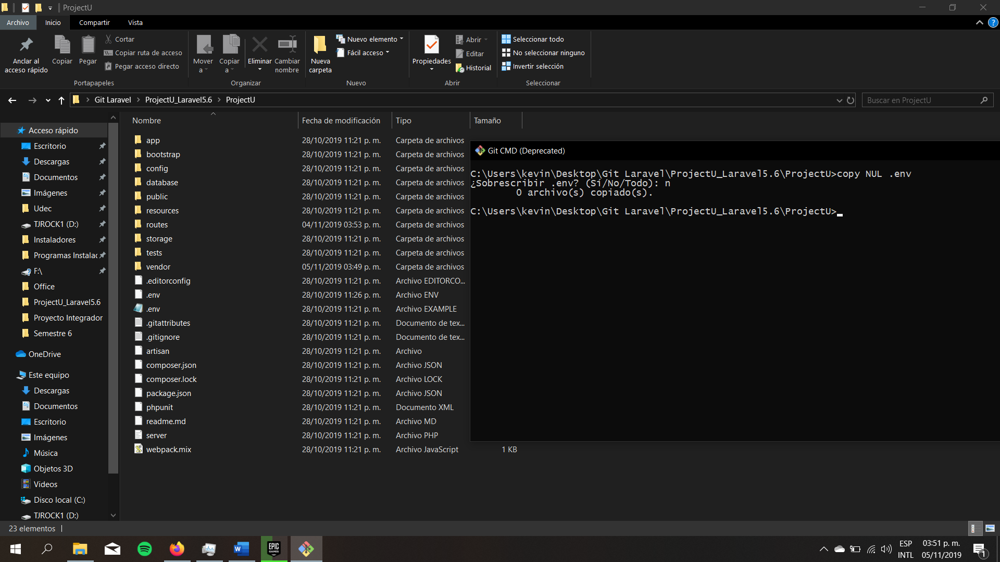 ProjectU
Archivo
Inicio
Compartir
Vista
Anclar al
acceso rápido
Copiar
Pegar
Cortar
Copiar ruta de acceso
Pegar acceso directo
Portapapeles
Mover
a
Copiar
a
Eliminar
Cambiar
nombre
Organizar
Nueva
carpeta
Nuevo elemento
Fácil acceso
Nuevo
Propiedades
Abrir
Editar
Historial
Abrir
Seleccionar todo
No seleccionar ninguno
Invertir selección
Seleccionar
Git Laravel > ProjectU_Laravel5.6 > ProjectU
Buscar en ProjectU
Acceso rápido
Escritorio
Descargas
Documentos
Imágenes
Udec
TJROCK1 (D:)
Instaladores
Programas Instalac
F:\
Office
ProjectU_Laravel5.6
Proyecto Integrador
Semestre 6
OneDrive
Este equipo
Descargas
Documentos
Escritorio
Imágenes
Música
Objetos 3D
Videos
Disco local (C:)
TJROCK1 (D:)
Nombre Fecha de modificación Tipo Tamaño
app 28/10/2019 11:21 p. m. Carpeta de archivos
bootstrap 28/10/2019 11:21 p. m. Carpeta de archivos
config 28/10/2019 11:21 p. m. Carpeta de archivos
database 28/10/2019 11:21 p. m. Carpeta de archivos
public 28/10/2019 11:21 p. m. Carpeta de archivos
resources 28/10/2019 11:21 p. m. Carpeta de archivos
routes 04/11/2019 03:53 p. m. Carpeta de archivos
storage 28/10/2019 11:21 p. m. Carpeta de archivos
tests 28/10/2019 11:21 p. m. Carpeta de archivos
vendor 05/11/2019 03:49 p. m. Carpeta de archivos
.editorconfig 28/10/2019 11:21 p. m. Archivo EDITORCO...
.env 28/10/2019 11:26 p. m. Archivo ENV
.env 28/10/2019 11:21 p. m. Archivo EXAMPLE
.gitattributes 28/10/2019 11:21 p. m. Documento de tex...
.gitignore 28/10/2019 11:21 p. m. Documento de tex...
artisan 28/10/2019 11:21 p. m. Archivo
composer.json 28/10/2019 11:21 p. m. Archivo JSON
composer.lock 28/10/2019 11:21 p. m. Archivo LOCK
package.json 28/10/2019 11:21 p. m. Archivo JSON
phpunit 28/10/2019 11:21 p. m. Documento XML
readme.md 28/10/2019 11:21 p. m. Archivo MD
server 28/10/2019 11:21 p. m. Archivo PHP
webpack.mix 28/10/2019 11:21 p. m. Archivo JavaScript 1 KB
Git CMD (Deprecated)
C:\Users\kevin\Desktop\Git Laravel\ProjectU_Laravel5.6\ProjectU>copy NUL .env
¿Sobrescribir .env? (Sí/No/Todo): n
0 archivo(s) copiado(s).
C:\Users\kevin\Desktop\Git Laravel\ProjectU_Laravel5.6\ProjectU>
23 elementos
EPIC
GAMES
ESP
INTL
03:51 p. m.
05/11/2019
1